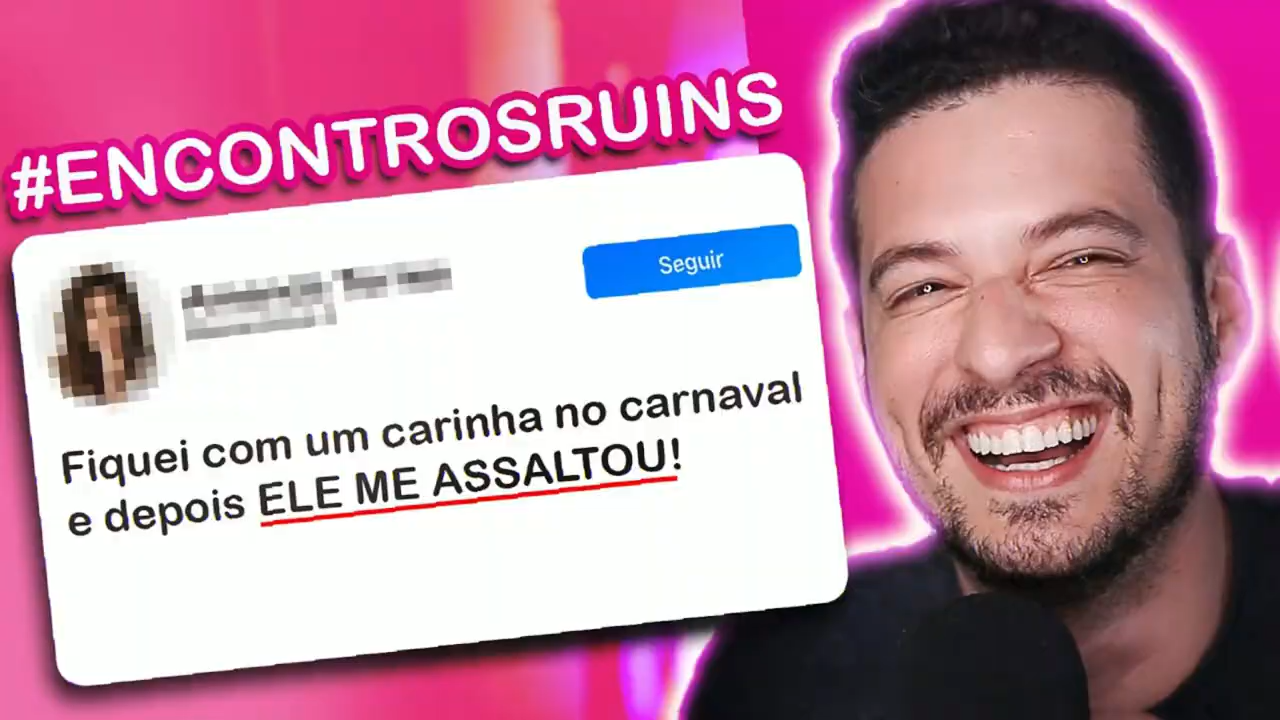 #ENCONTROSRUINS
Seguir
Fiquei com um carinha no carnaval
e depois ELE ME ASSALTOU!